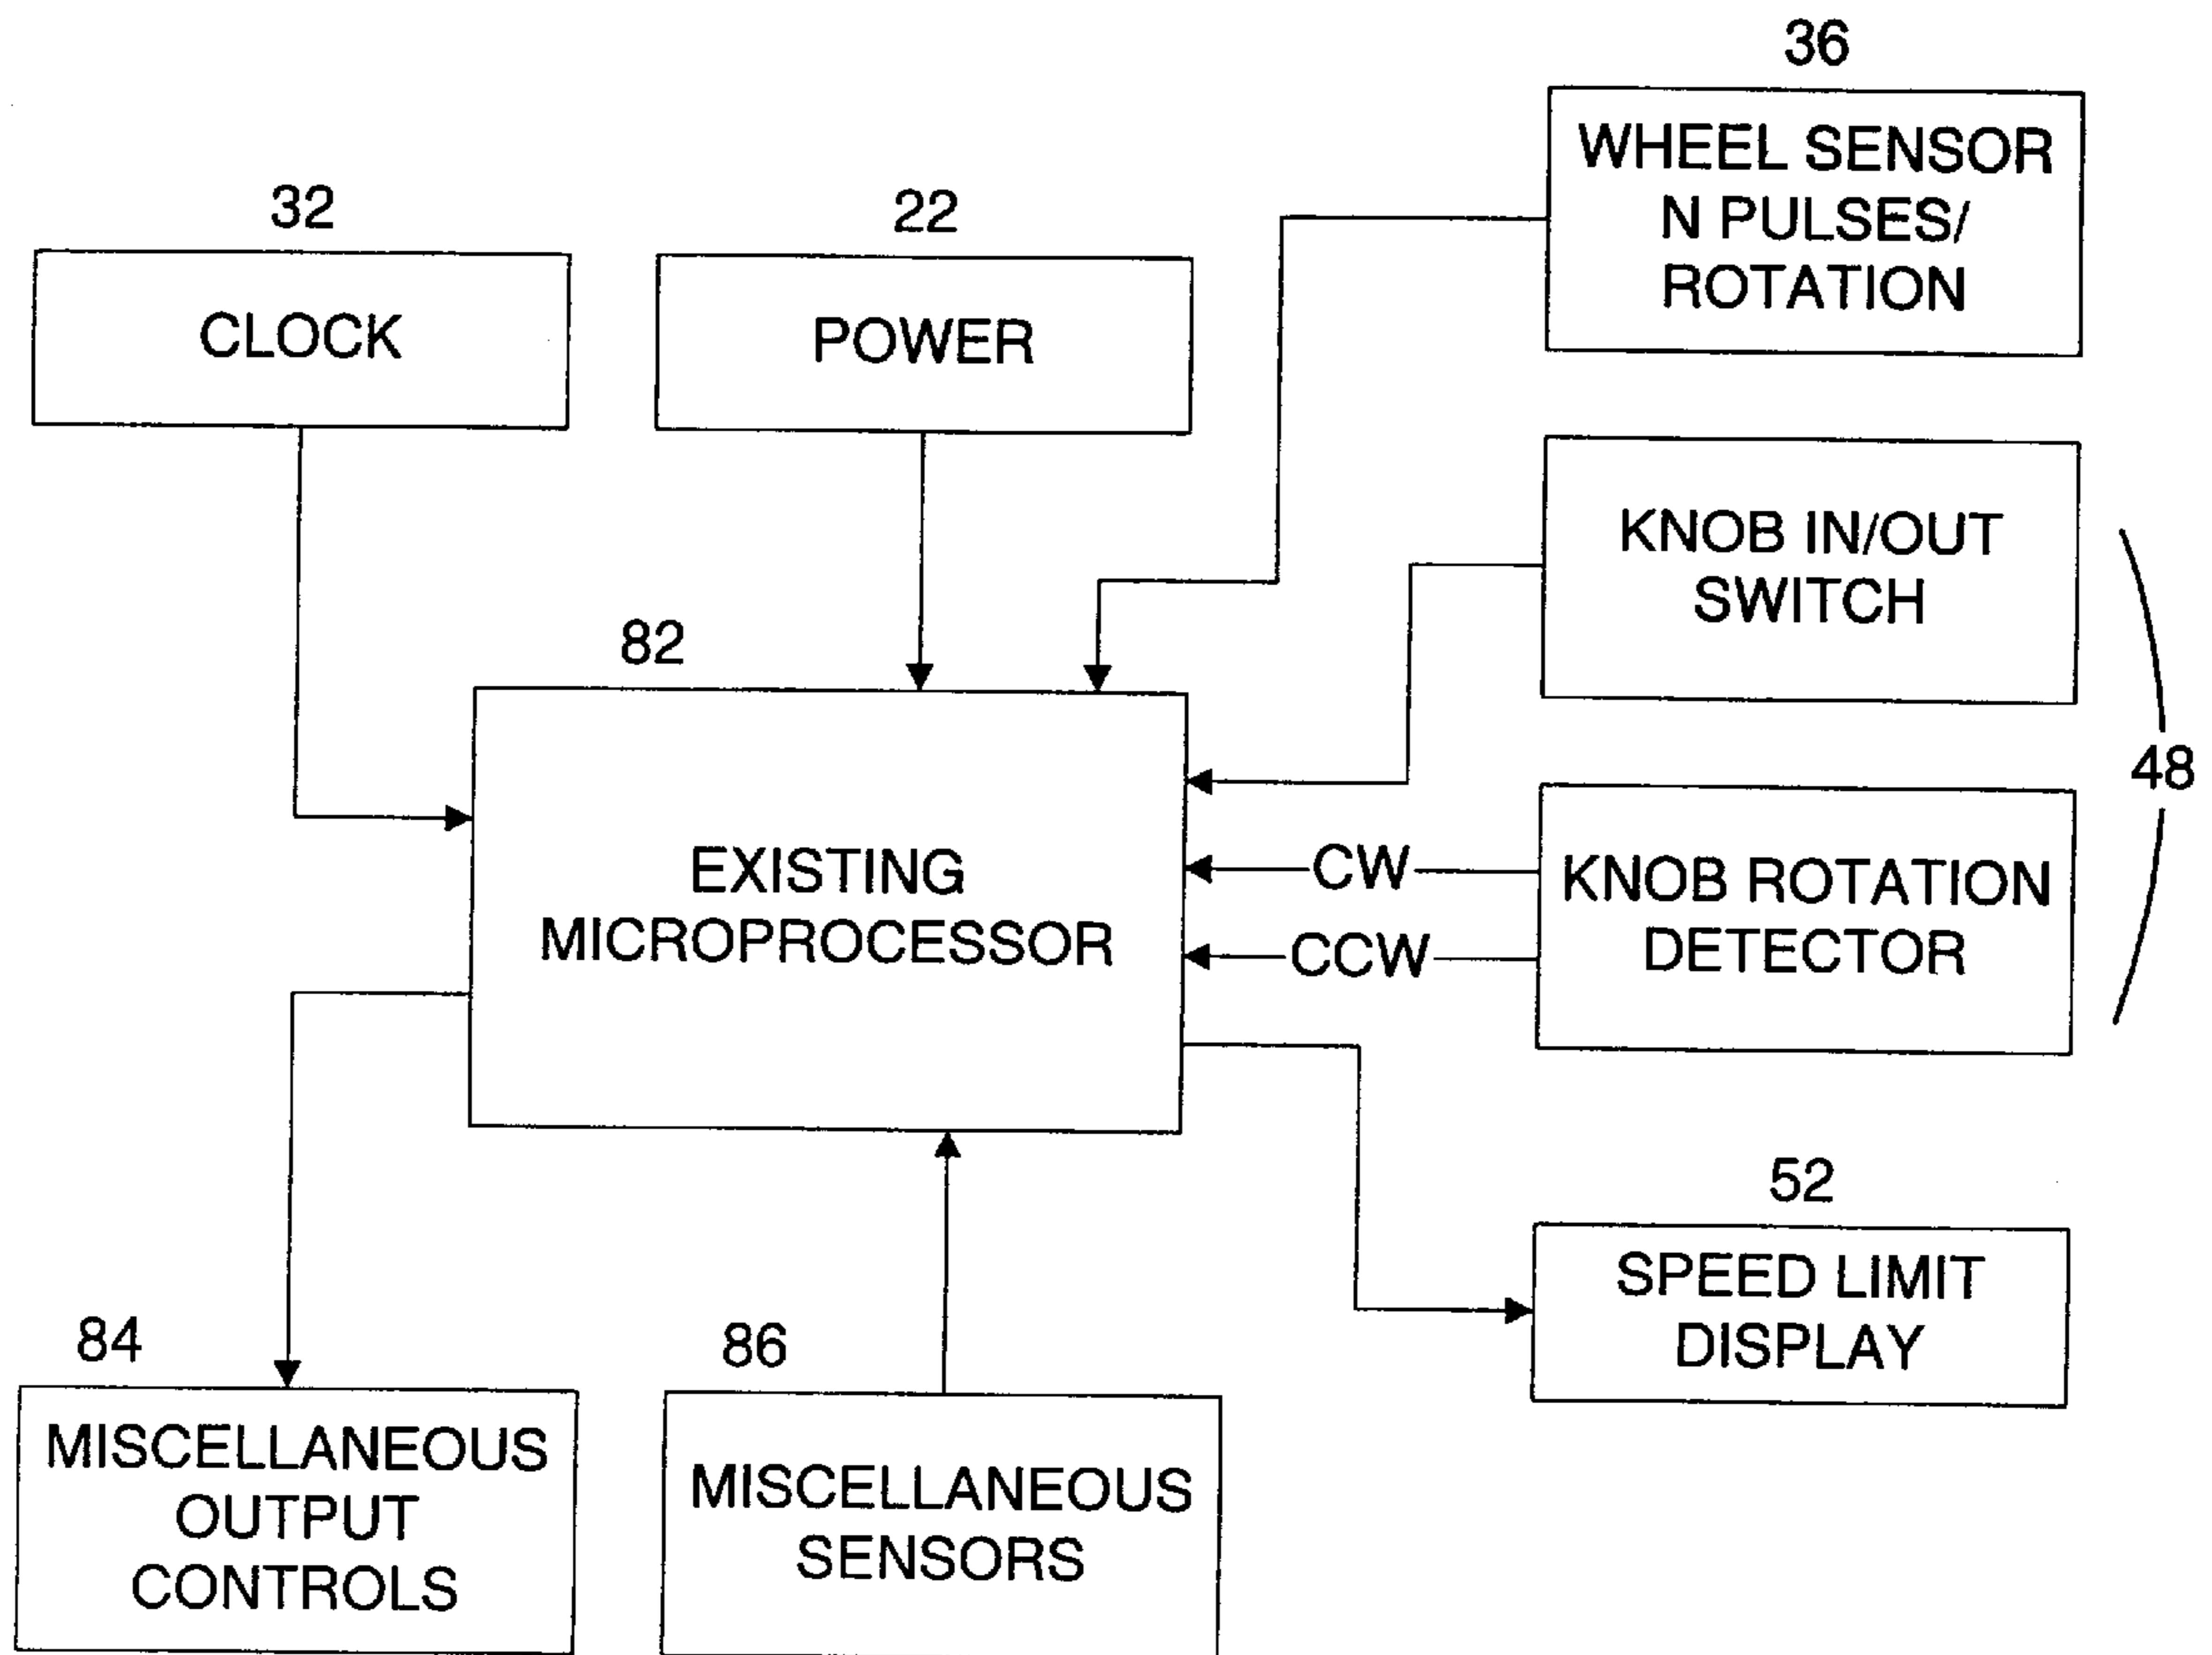 36
WHEEL SENSOR
N PULSES/
ROTATION
32
CLOCK
22
POWER
KNOB IN/OUT
SWITCH
48
82
EXISTING
MICROPROCESSOR
CW
CCW
KNOB ROTATION
DETECTOR
52
SPEED LIMIT
DISPLAY
84
MISCELLANEOUS
OUTPUT
CONTROLS
86
MISCELLANEOUS
SENSORS